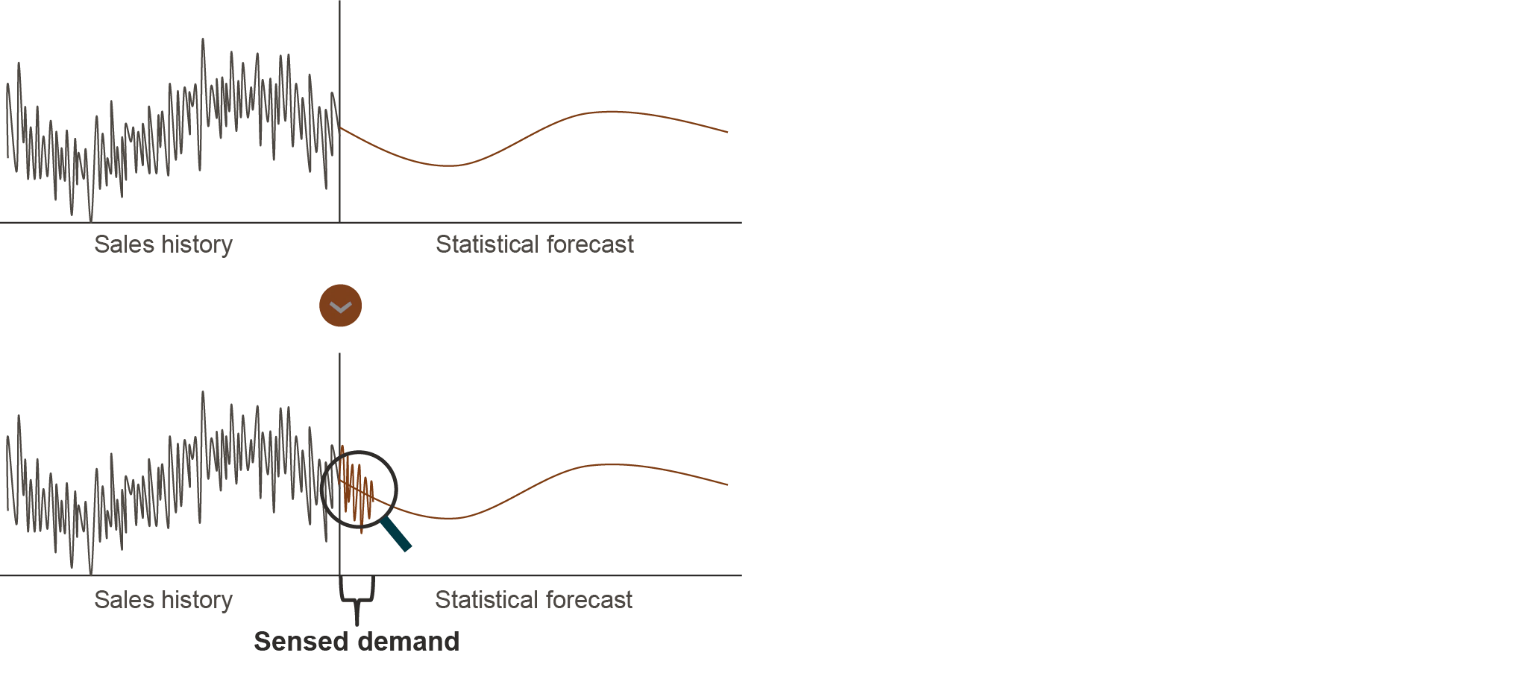 Sales history
Statistical forecast
Sales history
Statistical forecast
Sensed demand